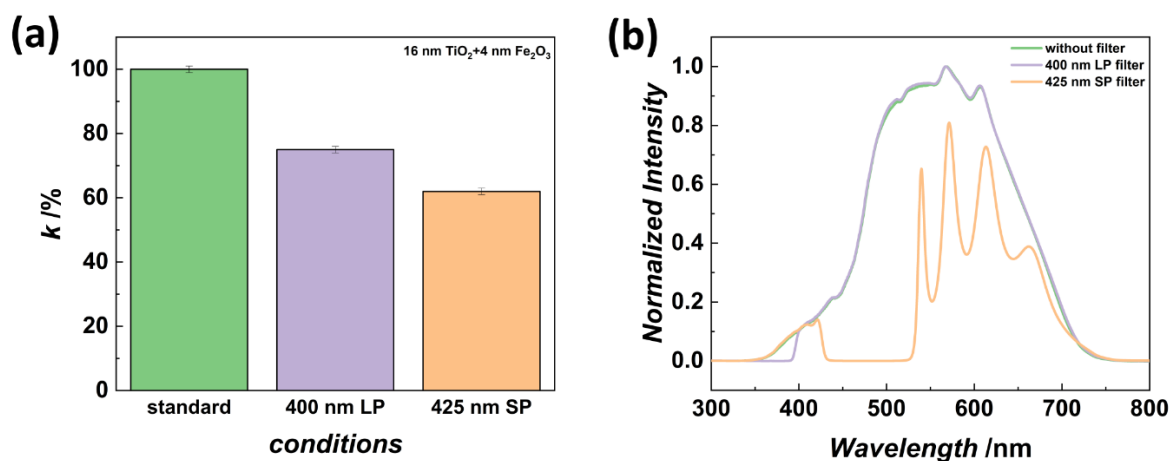 (a)
16 nm TiO₂+4 nm Fe₂O₃
100
80
60
40
20
0
k /%
standard 400 nm LP 425 nm SP
conditions
(b)
without filter
400 nm LP filter
425 nm SP filter
1.0
0.8
0.6
0.4
0.2
0.0
Normalized Intensity
300 400 500 600 700 800
Wavelength /nm